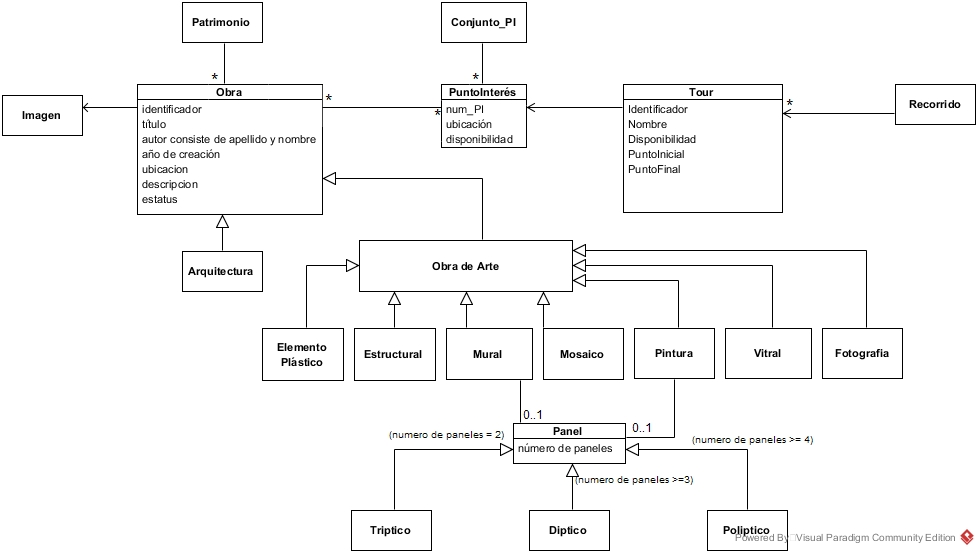 Patrimonio
Conjunto_PI
*
*
Imagen
Obra
identificador
título
autor consiste de apellido y nombre
año de creación
ubicacion
descripcion
estatus
*
*
PuntoInterés
num_PI
ubicación
disponibilidad
Tour
Identificador
Nombre
Disponibilidad
PuntoInicial
PuntoFinal
*
Recorrido
Arquitectura
Obra de Arte
Elemento
Plástico
Estructural
Mural
Mosaico
Pintura
Vitral
Fotografia
0..1
0..1
Panel
número de paneles
(numero de paneles = 2)
(numero de paneles >= 4)
(numero de paneles >=3)
Triptico
Diptico
Poliptico
Powered By Visual Paradigm Community Edition